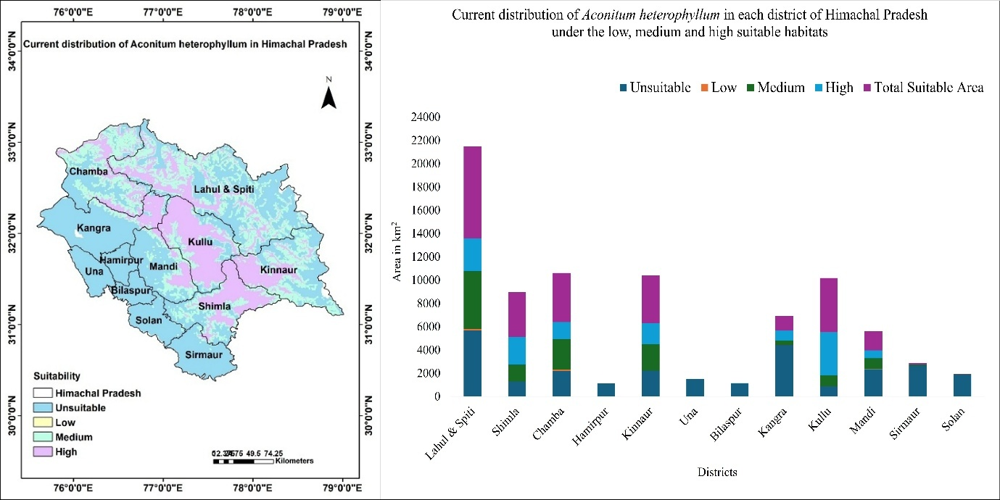 76°0'0"E 77°0'0"E 78°0'0"E 79°0'0"E
Current distribution of Aconitum heterophyllum in Himachal Pradesh
N
34°0'0"N
33°0'0"N
32°0'0"N
31°0'0"N
30°0'0"N
34°0'0"N
33°0'0"N
32°0'0"N
31°0'0"N
30°0'0"N
Chamba
Lahul & Spiti
Kangra
Kullu
Hamirpur
Mandi
Kinnaur
Una
Bilaspur
Shimla
Solan
Sirmaur
Suitability
Himachal Pradesh
Unsuitable
Low
Medium
High
49.5 74.25
Kilometers
76°0'0"E 77°0'0"E 78°0'0"E 79°0'0"E
Current distribution of Aconitum heterophyllum in each district of Himachal Pradesh
under the low, medium and high suitable habitats
Unsuitable Low Medium High Total Suitable Area
Area in km²
24000
22000
20000
18000
16000
14000
12000
10000
8000
6000
4000
2000
0
Lahul & Spiti
Shimla
Chamba
Hamirpur
Kinnaur
Una
Bilaspur
Kangra
Kullu
Mandi
Sirmaur
Solan
Districts